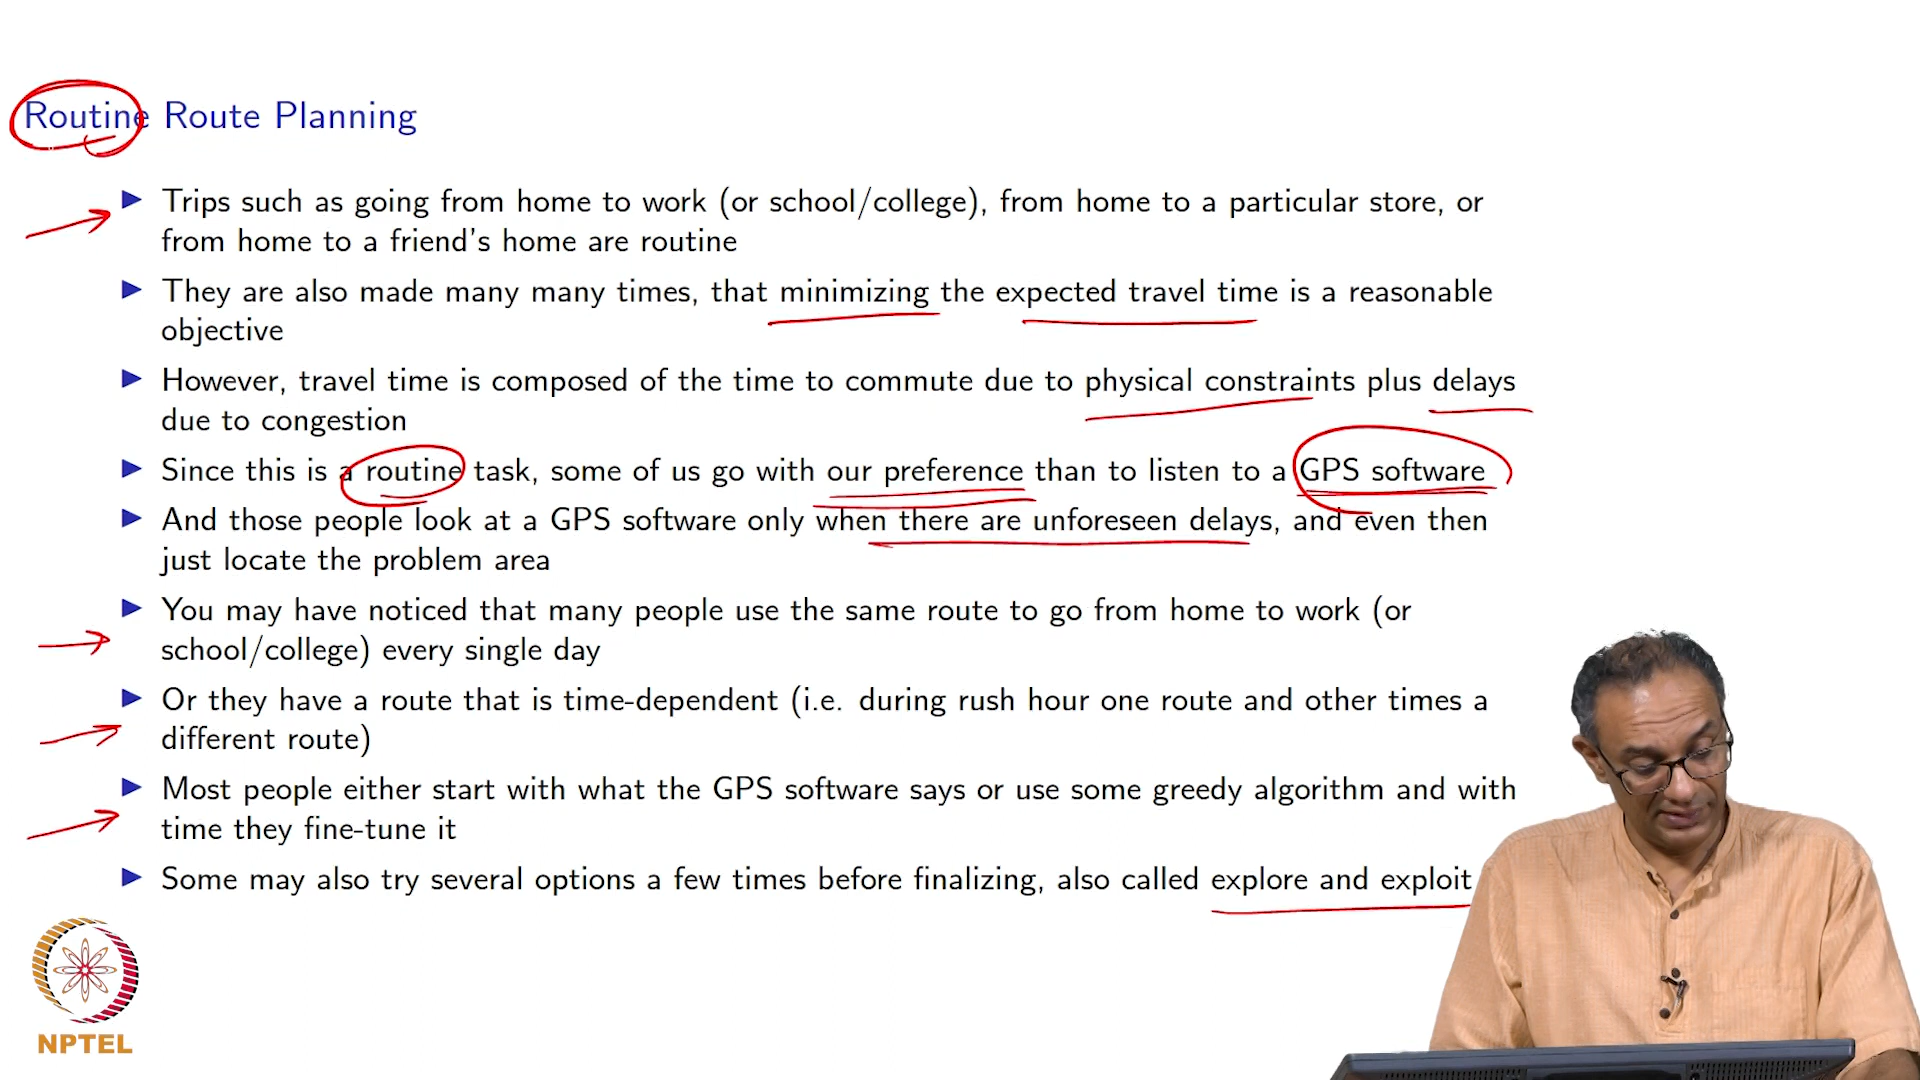 Routine Route Planning
Trips such as going from home to work (or school/college), from home to a particular store, or
from home to a friend's home are routine
They are also made many many times, that minimizing the expected travel time is a reasonable
objective
However, travel time is composed of the time to commute due to physical constraints plus delays
due to congestion
Since this is a routine task, some of us go with our preference than to listen to a GPS software
And those people look at a GPS software only when there are unforeseen delays, and even then
just locate the problem area
You may have noticed that many people use the same route to go from home to work (or
school/college) every single day
Or they have a route that is time-dependent (i.e. during rush hour one route and other times a
different route)
Most people either start with what the GPS software says or use some greedy algorithm and with
time they fine-tune it
Some may also try several options a few times before finalizing, also called explore and exploit
NPTEL